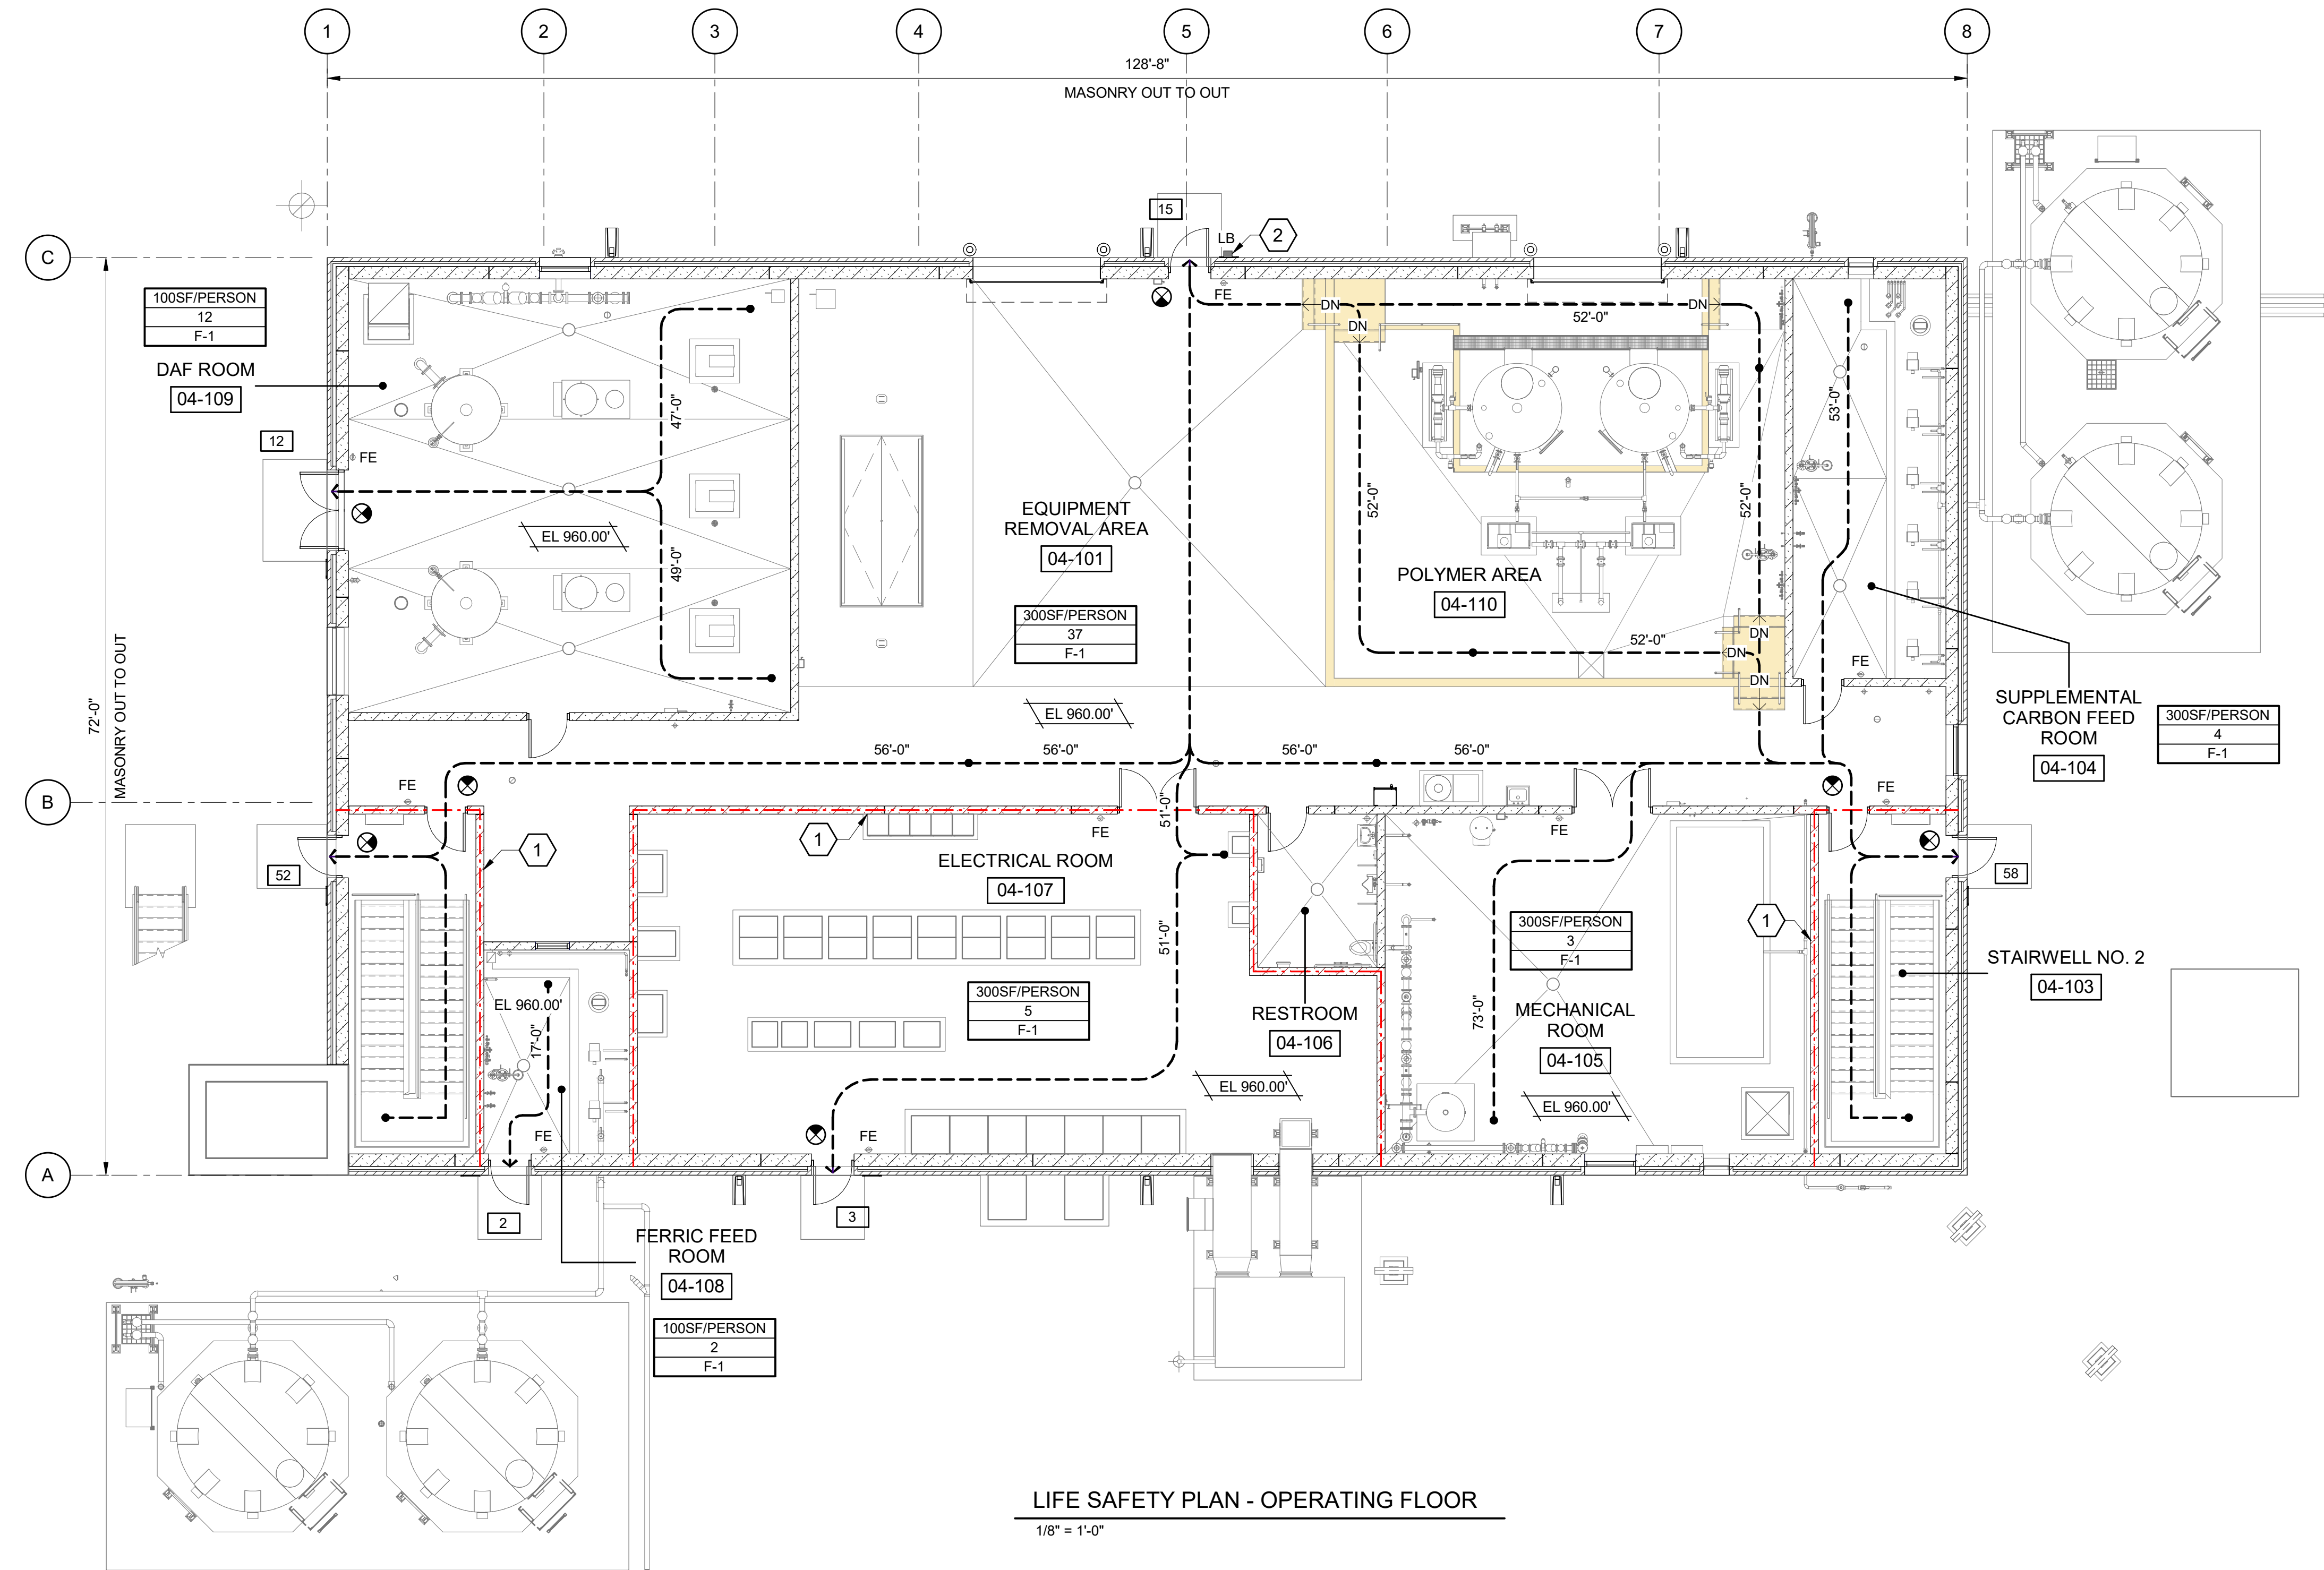 1
2
3
4
5
6
7
8
128'-8"
MASONRY OUT TO OUT
15
LB
2
C
100SF/PERSON
12
F-1
DAF ROOM
04-109
FE
DN
DN
DN
52'-0"
12
FE
47'-0"
53'-0"
EL 960.00'
49'-0"
EQUIPMENT
REMOVAL AREA
04-101
300SF/PERSON
37
F-1
52'-0"
52'-0"
POLYMER AREA
04-110
52'-0"
DN
DN
DN
FE
72'-0"
MASONRY OUT TO OUT
EL 960.00'
SUPPLEMENTAL
CARBON FEED
ROOM
04-104
300SF/PERSON
4
F-1
56'-0"
56'-0"
56'-0"
56'-0"
B
FE
FE
51'-0"
FE
FE
1
1
52
ELECTRICAL ROOM
04-107
58
51'-0"
300SF/PERSON
3
F-1
1
STAIRWELL NO. 2
04-103
300SF/PERSON
5
F-1
EL 960.00'
17'-0"
RESTROOM
04-106
73'-0"
MECHANICAL
ROOM
04-105
EL 960.00'
EL 960.00'
FE
FE
A
2
3
FERRIC FEED
ROOM
04-108
100SF/PERSON
2
F-1
LIFE SAFETY PLAN - OPERATING FLOOR
1/8" = 1'-0"